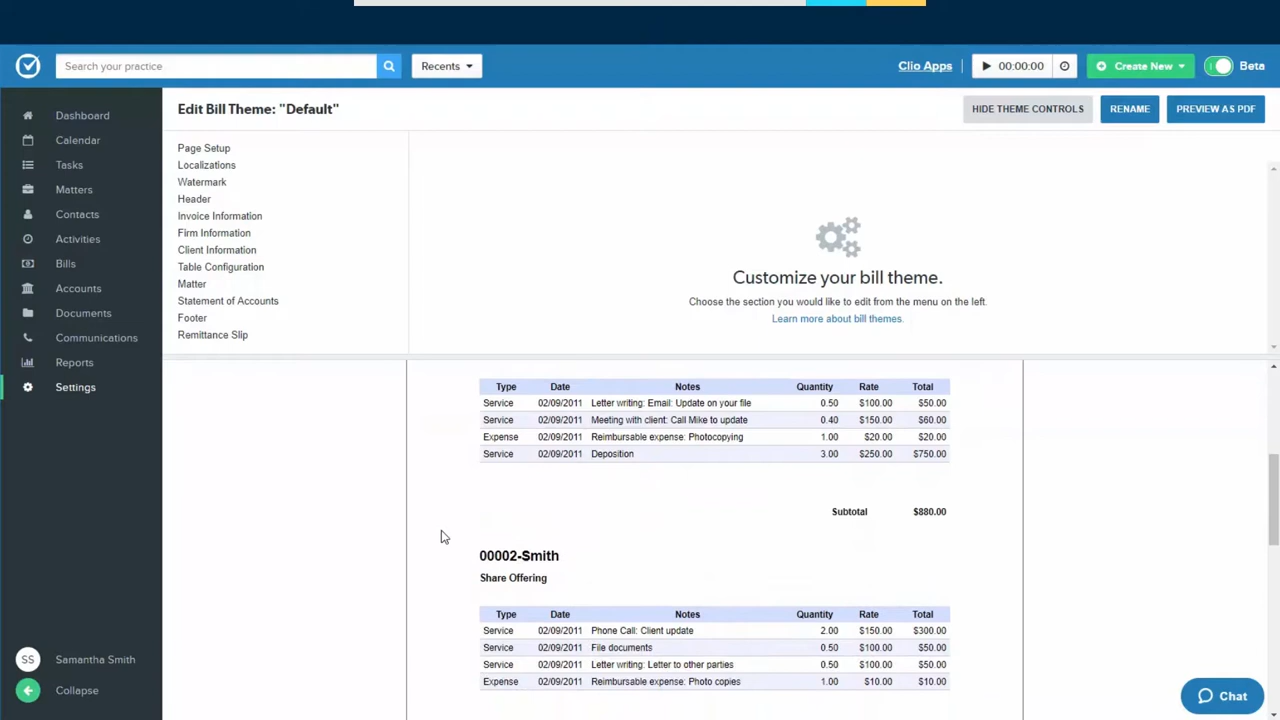 Search your practice
Recents
Clio Apps
00:00:00
Create New
Beta
Dashboard
Calendar
Tasks
Matters
Contacts
Activities
Bills
Accounts
Documents
Communications
Reports
Settings
SS Samantha Smith
Collapse
Edit Bill Theme: "Default"
HIDE THEME CONTROLS
RENAME
PREVIEW AS PDF
Page Setup
Localizations
Watermark
Header
Invoice Information
Firm Information
Client Information
Table Configuration
Matter
Statement of Accounts
Footer
Remittance Slip
Customize your bill theme.
Choose the section you would like to edit from the menu on the left.
Learn more about bill themes.
Type Date Notes Quantity Rate Total
Service 02/09/2011 Letter writing: Email: Update on your file 0.50 $100.00 $50.00
Service 02/09/2011 Meeting with client: Call Mike to update 0.40 $150.00 $60.00
Expense 02/09/2011 Reimbursable expense: Photocopying 1.00 $20.00 $20.00
Service 02/09/2011 Deposition 3.00 $250.00 $750.00
Subtotal $880.00
00002-Smith
Share Offering
Type Date Notes Quantity Rate Total
Service 02/09/2011 Phone Call: Client update 2.00 $150.00 $300.00
Service 02/09/2011 File documents 0.50 $100.00 $50.00
Service 02/09/2011 Letter writing: Letter to other parties 0.50 $100.00 $50.00
Expense 02/09/2011 Reimbursable expense: Photo copies 1.00 $10.00 $10.00
Chat